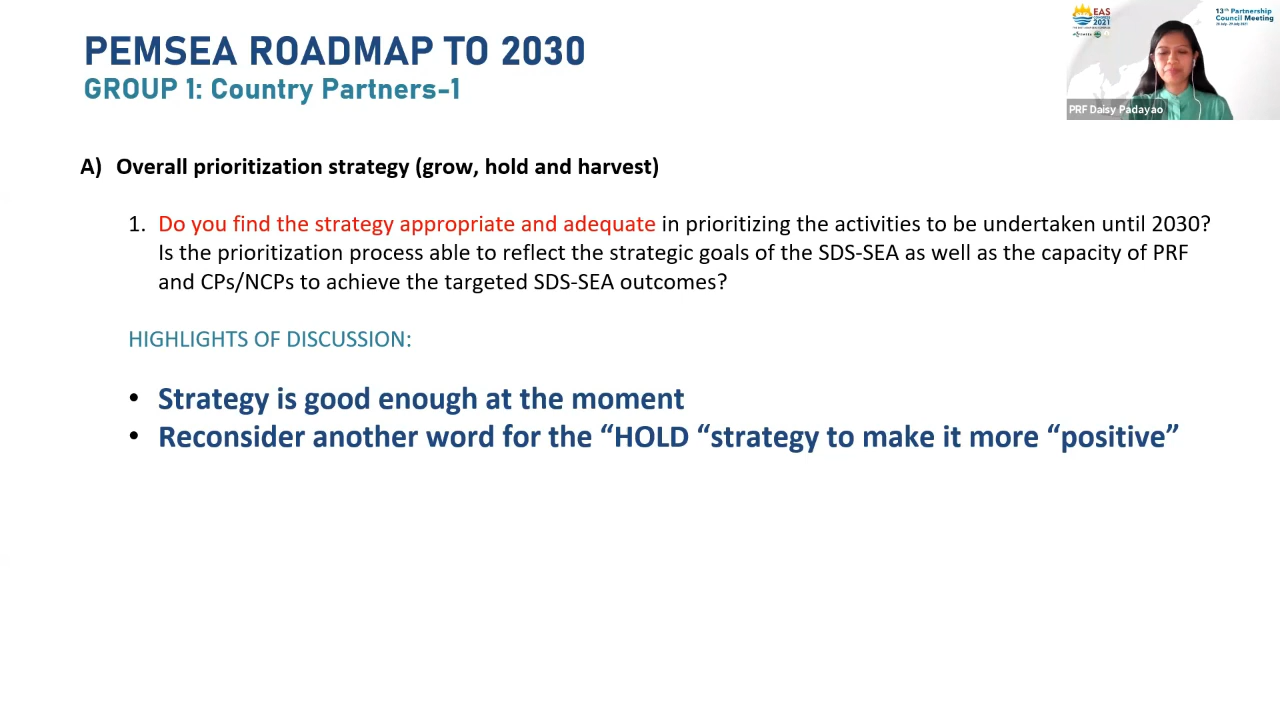 PEMSEA ROADMAP TO 2030
GROUP 1: Country Partners-1
EAS
CONGRESS
2021
13th Partnership
Council Meeting
PRF Daisy Padayao
A) Overall prioritization strategy (grow, hold and harvest)
1. Do you find the strategy appropriate and adequate in prioritizing the activities to be undertaken until 2030?
Is the prioritization process able to reflect the strategic goals of the SDS-SEA as well as the capacity of PRF
and CPs/NCPs to achieve the targeted SDS-SEA outcomes?
HIGHLIGHTS OF DISCUSSION:
• Strategy is good enough at the moment
• Reconsider another word for the “HOLD “strategy to make it more “positive”